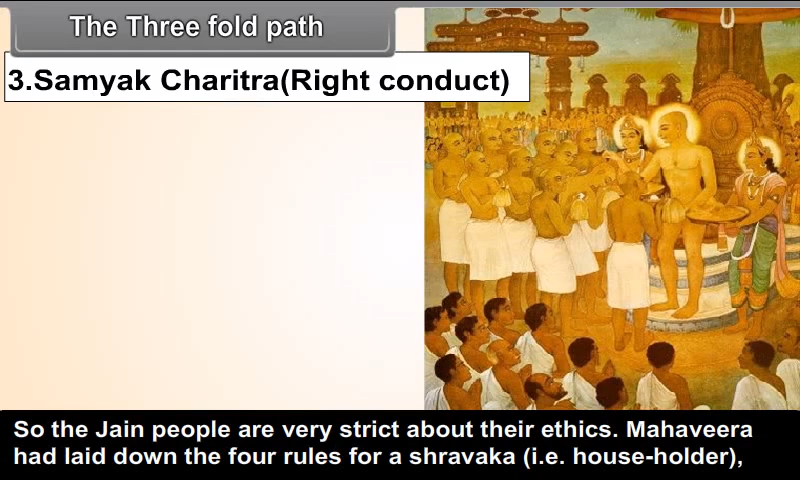 The Three fold path
3.Samyak Charitra(Right conduct)
So the Jain people are very strict about their ethics. Mahaveera
had laid down the four rules for a shravaka (i.e. house-holder),